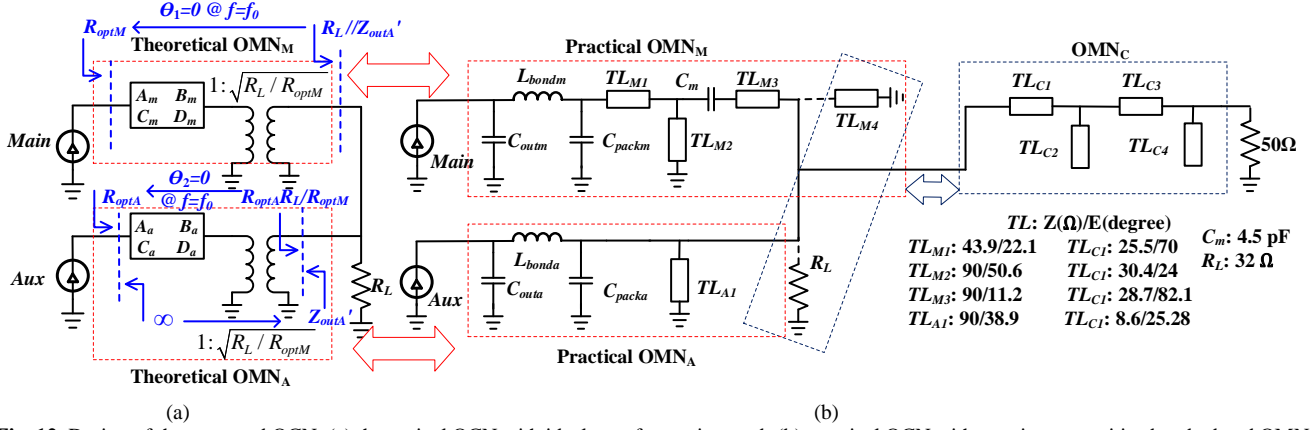 Θ1=0 @ f=f0
RoptM
RL//ZoutA'
Theoretical OMNM
1:√RL / RoptM
Am Bm
Cm Dm
Main
Θ2=0
@ f=f0
RoptA
RoptARL/RoptM
Aa Ba
Ca Da
Aux
RL
∞
ZoutA'
1:√RL / RoptM
Theoretical OMNA
(a)
Practical OMNM
Lbondm
TLM1
Cm
TLM3
TLM4
Coutm
Cpackm
TLM2
Main
Lbonda
Couta
Cpacka
TLA1
RL
Aux
Practical OMNA
OMNC
TLC1
TLC3
TLC2
TLC4
50Ω
TL: Z(Ω)/E(degree)
TLM1: 43.9/22.1 TLC1: 25.5/70
TLM2: 90/50.6 TLC1: 30.4/24
TLM3: 90/11.2 TLC1: 28.7/82.1
TLA1: 90/38.9 TLC1: 8.6/25.28
Cm: 4.5 pF
RL: 32 Ω
(b)